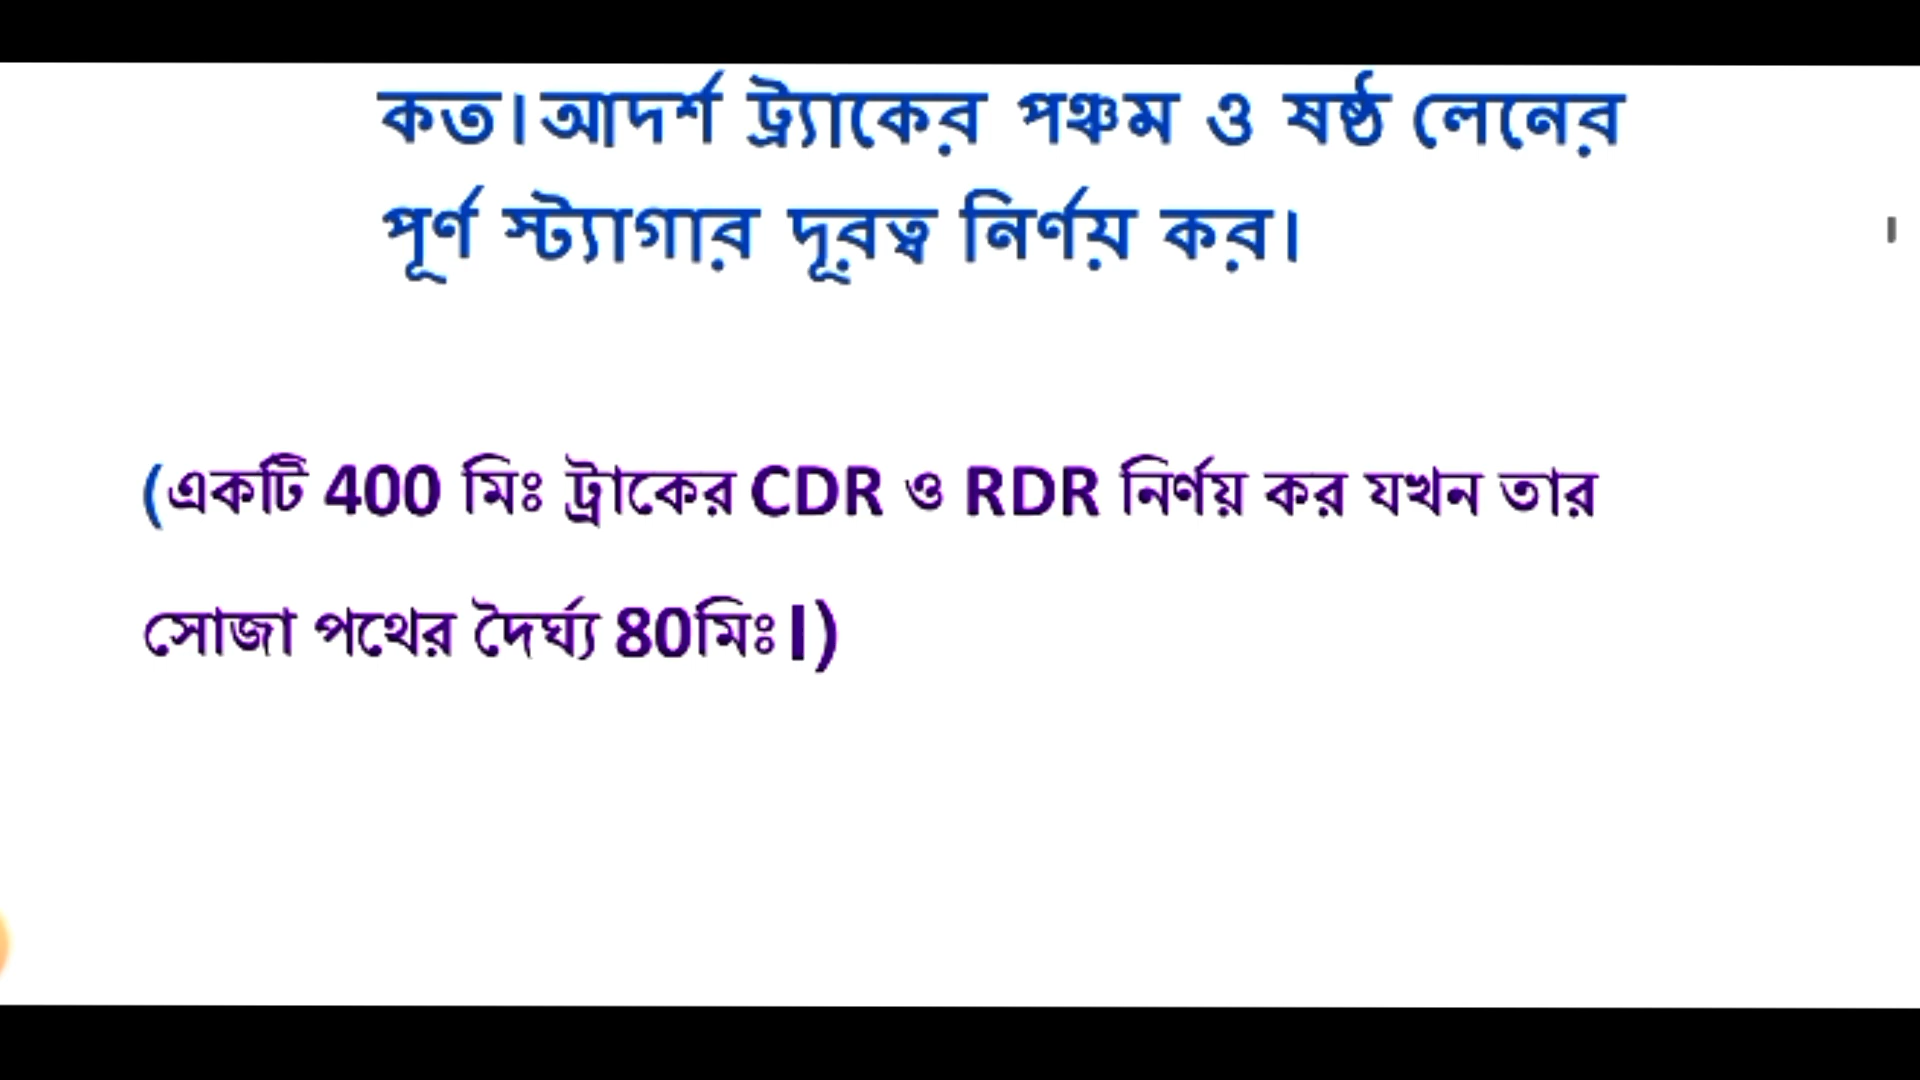 কত।আদর্শ ট্র্যাকের পঞ্চম ও ষষ্ঠ লেনের
পূর্ণ স্ট্যাগার দূরত্ব নির্ণয় কর।
(একটি 400 মিঃ ট্রাকের CDR ও RDR নির্ণয় কর যখন তার
সোজা পথের দৈর্ঘ্য 80মিঃ।)